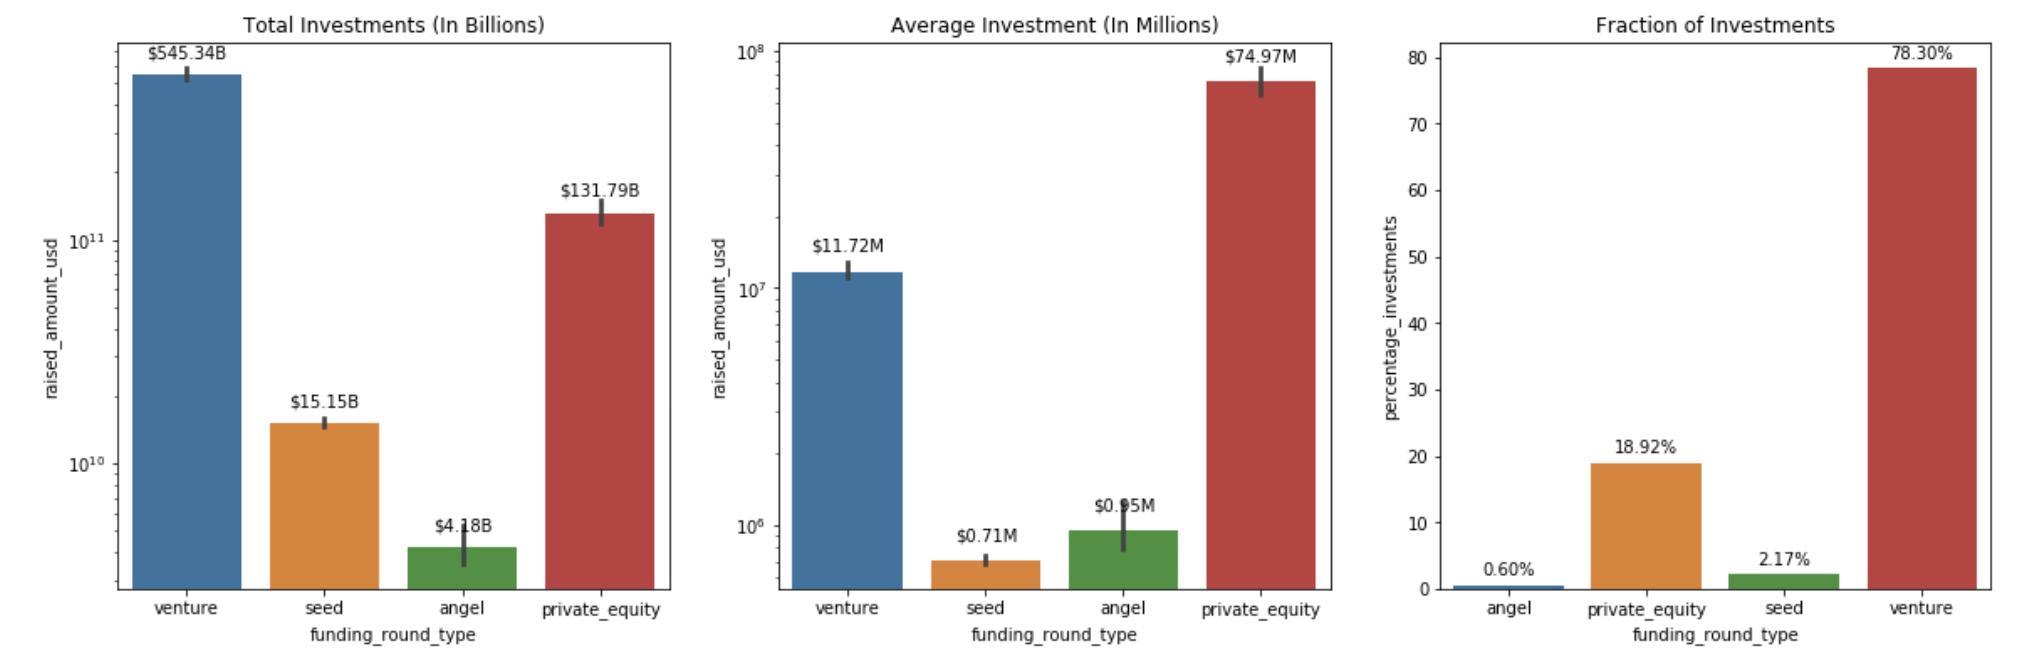 Total Investments (In Billions)
$545.34B
$15.15B
$4.18B
$131.79B
10¹¹
10¹⁰
raised_amount_usd
venture seed angel private_equity
funding_round_type
Average Investment (In Millions)
$11.72M
$0.71M
$0.95M
$74.97M
10⁸
10⁷
10⁶
raised_amount_usd
venture seed angel private_equity
funding_round_type
Fraction of Investments
0.60%
18.92%
2.17%
78.30%
80
70
60
50
40
30
20
10
0
percentage_investments
angel private_equity seed venture
funding_round_type